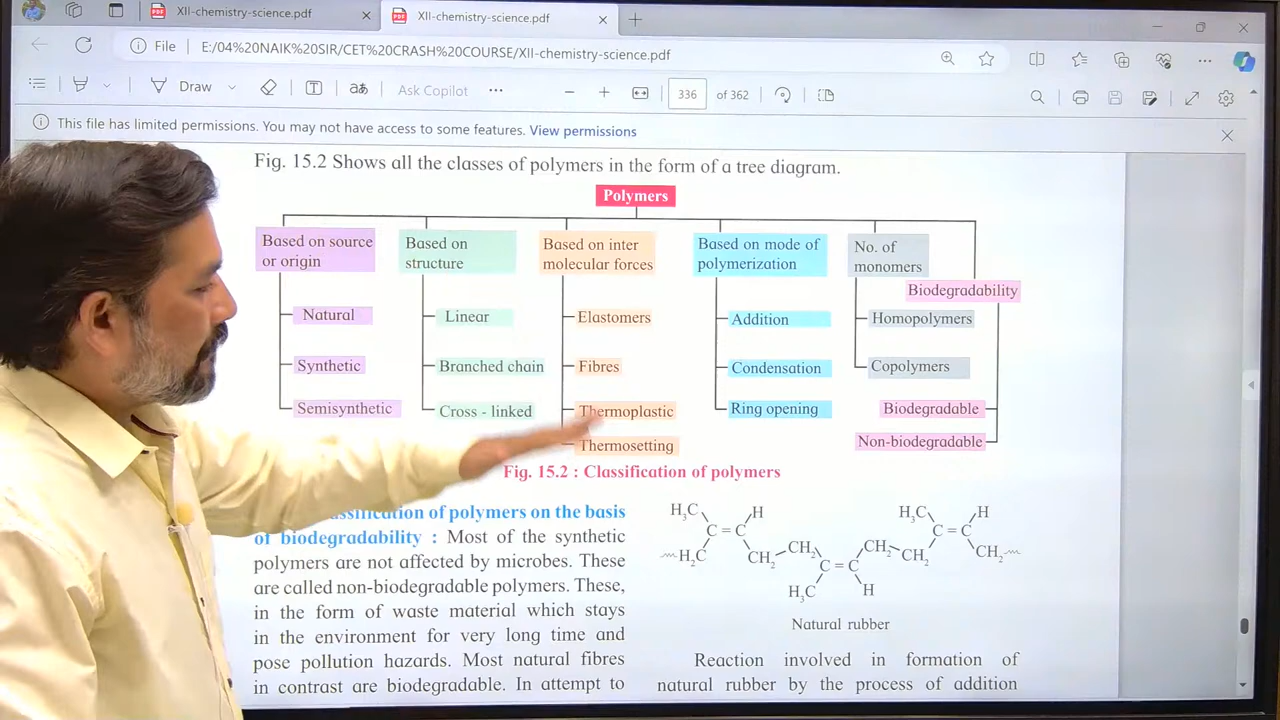 XII-chemistry-science.pdf
XII-chemistry-science.pdf
File
E:/04%20NAIK%20SIR/CET%20CRASH%20COURSE/XII-chemistry-science.pdf
Draw
aあ
Ask Copilot
336
of 362
This file has limited permissions. You may not have access to some features. View permissions
Fig. 15.2 Shows all the classes of polymers in the form of a tree diagram.
Polymers
Based on source
or origin
Natural
Synthetic
Semisynthetic
Based on
structure
Linear
Branched chain
Cross - linked
Based on inter
molecular forces
Elastomers
Fibres
Thermoplastic
Thermosetting
Based on mode of
polymerization
Addition
Condensation
Ring opening
No. of
monomers
Homopolymers
Copolymers
Biodegradability
Biodegradable
Non-biodegradable
Fig. 15.2 : Classification of polymers
of polymers on the basis
of biodegradability : Most of the synthetic
polymers are not affected by microbes. These
are called non-biodegradable polymers. These,
in the form of waste material which stays
in the environment for very long time and
pose pollution hazards. Most natural fibres
in contrast are biodegradable. In attempt to
H₃C H H₃C H
C = C C = C
H₂C CH₂ CH₂ CH₂ CH₂ CH₂
C = C
H₃C H
Natural rubber
Reaction involved in formation of
natural rubber by the process of addition